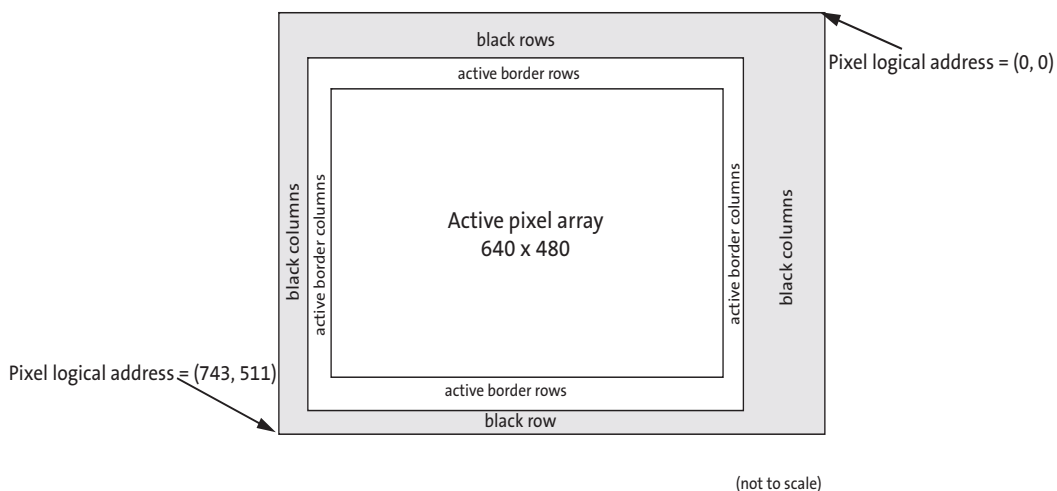 black rows
Pixel logical address = (0, 0)
active border rows
black columns
active border columns
Active pixel array
640 x 480
active border columns
black columns
Pixel logical address = (743, 511)
active border rows
black row
(not to scale)